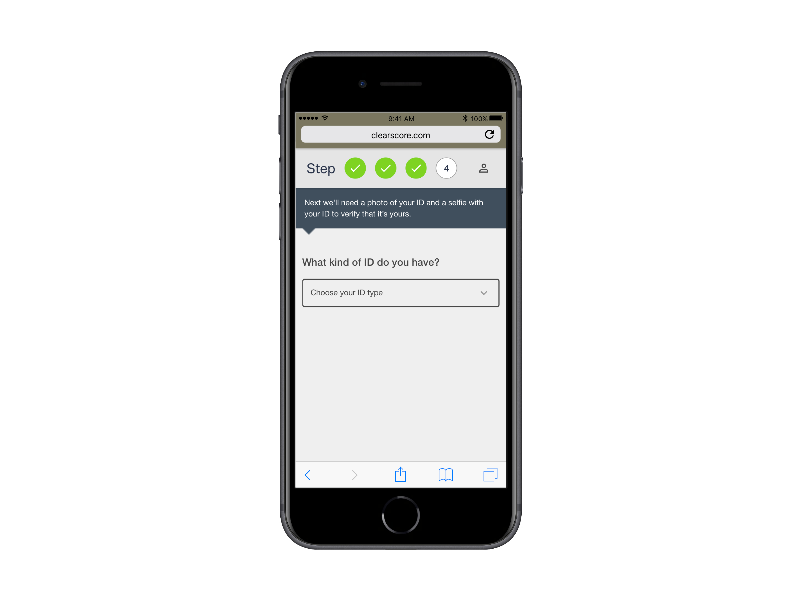 9:41 AM 100%
clearscore.com
Step 4
Next we'll need a photo of your ID and a selfie with
your ID to verify that it's yours.
What kind of ID do you have?
Choose your ID type